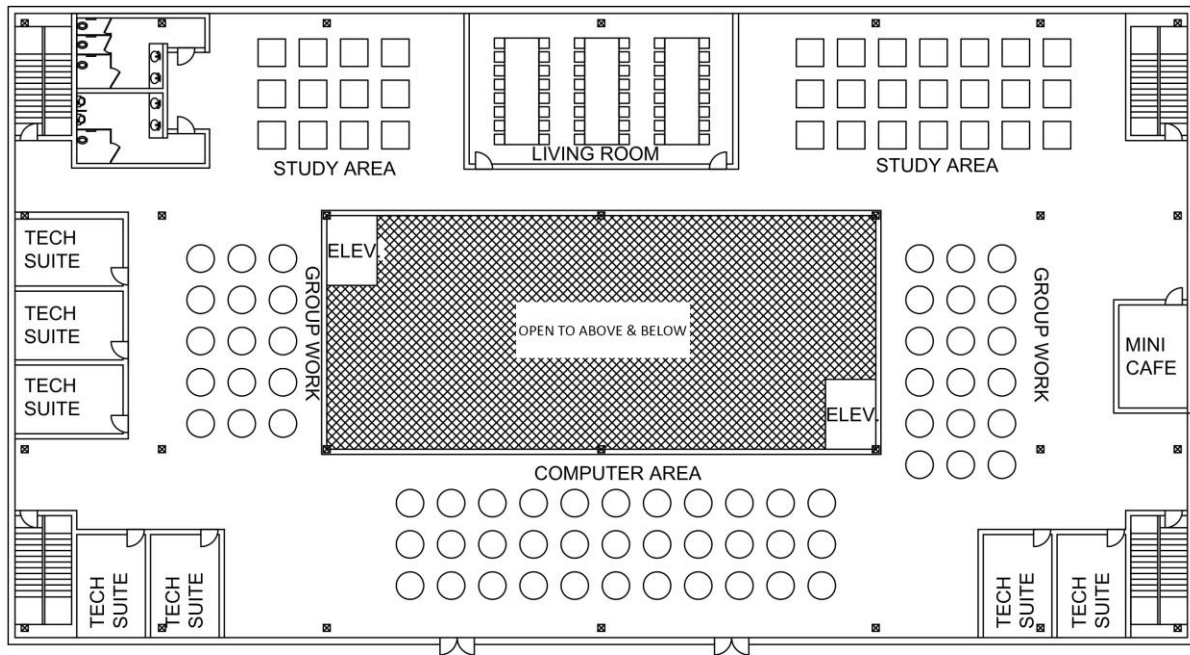 LIVING ROOM
STUDY AREA
STUDY AREA
TECH
SUITE
ELEV.
TECH
SUITE
GROUP WORK
OPEN TO ABOVE & BELOW
GROUP WORK
MINI
CAFE
TECH
SUITE
ELEV.
COMPUTER AREA
TECH
SUITE
TECH
SUITE
TECH
SUITE
TECH
SUITE